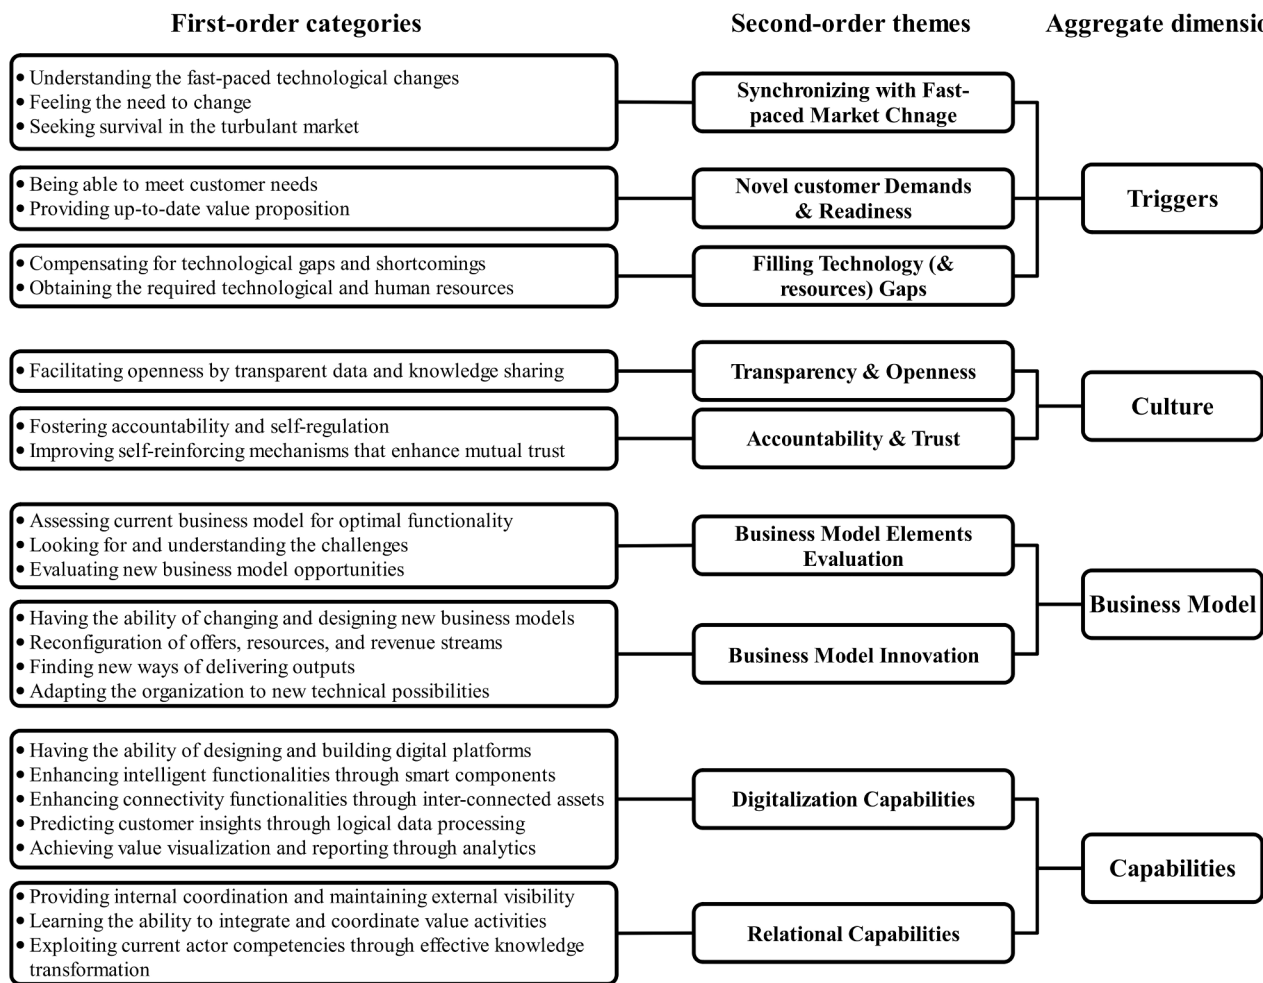 First-order categories
Second-order themes
Aggregate dimensio
• Understanding the fast-paced technological changes
• Feeling the need to change
• Seeking survival in the turbulant market
Synchronizing with Fast-
paced Market Chnage
• Being able to meet customer needs
• Providing up-to-date value proposition
Novel customer Demands
& Readiness
• Compensating for technological gaps and shortcomings
• Obtaining the required technological and human resources
Filling Technology (&
resources) Gaps
Triggers
• Facilitating openness by transparent data and knowledge sharing
Transparency & Openness
• Fostering accountability and self-regulation
• Improving self-reinforcing mechanisms that enhance mutual trust
Accountability & Trust
Culture
• Assessing current business model for optimal functionality
• Looking for and understanding the challenges
• Evaluating new business model opportunities
Business Model Elements
Evaluation
• Having the ability of changing and designing new business models
• Reconfiguration of offers, resources, and revenue streams
• Finding new ways of delivering outputs
• Adapting the organization to new technical possibilities
Business Model Innovation
Business Model
• Having the ability of designing and building digital platforms
• Enhancing intelligent functionalities through smart components
• Enhancing connectivity functionalities through inter-connected assets
• Predicting customer insights through logical data processing
• Achieving value visualization and reporting through analytics
Digitalization Capabilities
• Providing internal coordination and maintaining external visibility
• Learning the ability to integrate and coordinate value activities
• Exploiting current actor competencies through effective knowledge
transformation
Relational Capabilities
Capabilities